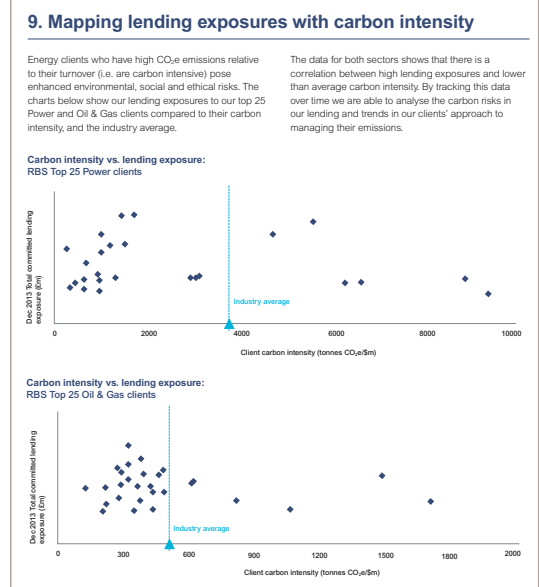 9. Mapping lending exposures with carbon intensity
Energy clients who have high CO₂e emissions relative
to their turnover (i.e. are carbon intensive) pose
enhanced environmental, social and ethical risks. The
charts below show our lending exposures to our top 25
Power and Oil & Gas clients compared to their carbon
intensity, and the industry average.
The data for both sectors shows that there is a
correlation between high lending exposures and lower
than average carbon intensity. By tracking this data
over time we are able to analyse the carbon risks in
our lending and trends in our clients' approach to
managing their emissions.
Carbon intensity vs. lending exposure:
RBS Top 25 Power clients
Dec 2013 Total committed lending
exposure (£m)
Industry average
0 2000 4000 6000 8000 10000
Client carbon intensity (tonnes CO₂e/$m)
Carbon intensity vs. lending exposure:
RBS Top 25 Oil & Gas clients
Dec 2013 Total committed lending
exposure (£m)
Industry average
0 300 600 900 1200 1500 1800 2000
Client carbon intensity (tonnes CO₂e/$m)